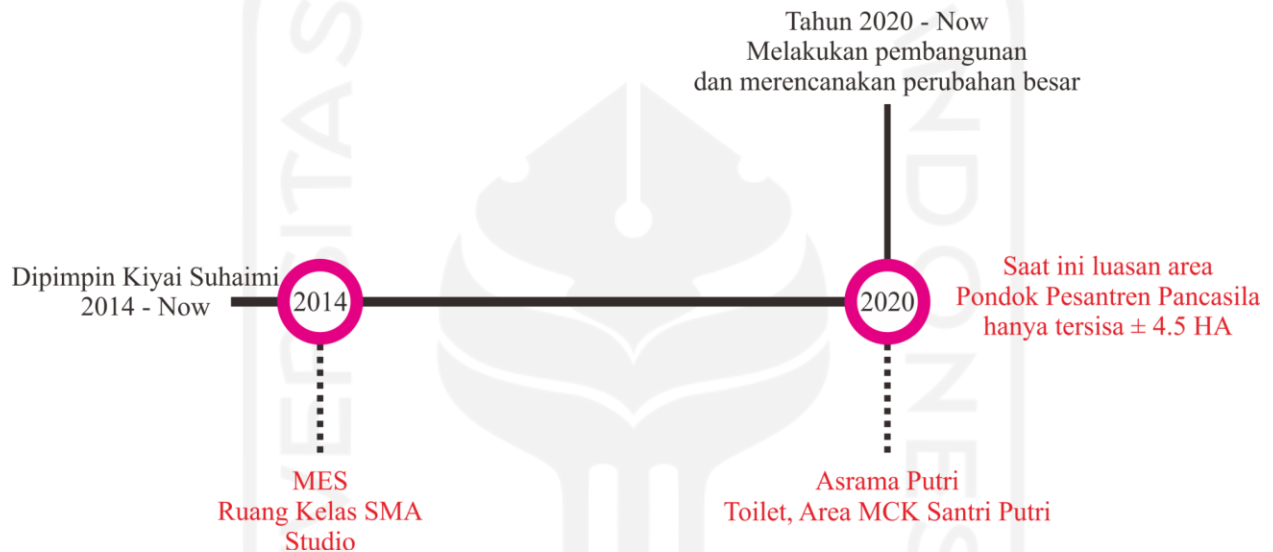 Tahun 2020 - Now
Melakukan pembangunan
dan merencanakan perubahan besar
Dipimpin Kiyai Suhaimi
2014 - Now
2014
2020
Saat ini luasan area
Pondok Pesantren Pancasila
hanya tersisa ± 4.5 HA
MES
Ruang Kelas SMA
Studio
Asrama Putri
Toilet, Area MCK Santri Putri